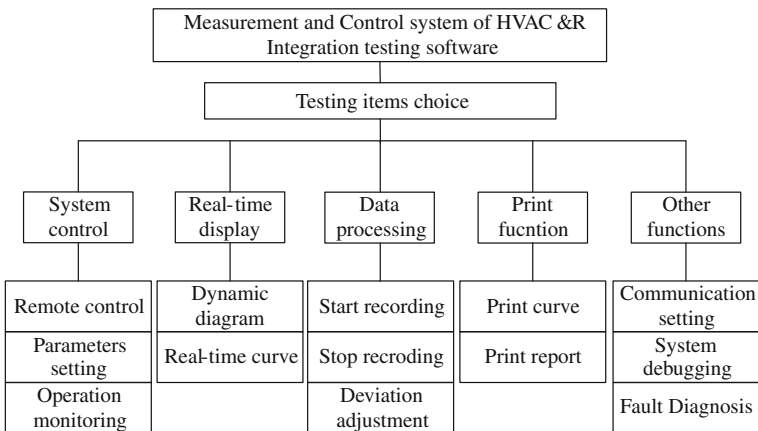 Measurement and Control system of HVAC &R
Integration testing software
Testing items choice
System
control
Real-time
display
Data
processing
Print
fucntion
Other
functions
Remote control
Parameters
setting
Operation
monitoring
Dynamic
diagram
Real-time curve
Start recording
Stop recroding
Deviation
adjustment
Print curve
Print report
Communication
setting
System
debugging
Fault Diagnosis